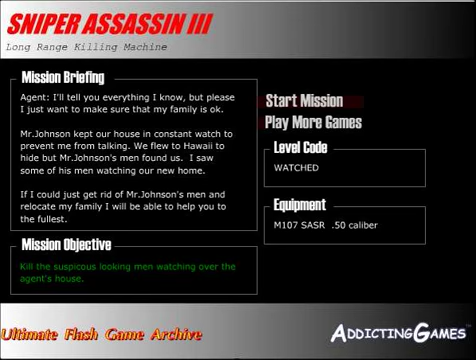 SNIPER ASSASSIN III
Long Range Killing Machine
Mission Briefing
Agent: I'll tell you everything I know, but please
I just want to make sure that my family is ok.
Mr.Johnson kept our house in constant watch to
prevent me from talking. We flew to Hawaii to
hide but Mr.Johnson men found us. I saw
some of his men watching our new home.
If I could just get rid of Mr.Johnson's men and
relocate my family I will be able to help you to
the fullest.
Mission Objective
Kill the suspicous looking men watching over the
agent's house.
Start Mission
Play More Games
Level Code
WATCHED
Equipment
M107 SASR .50 caliber
Ultimate Flash Game Archive
ADDICTINGGAMES